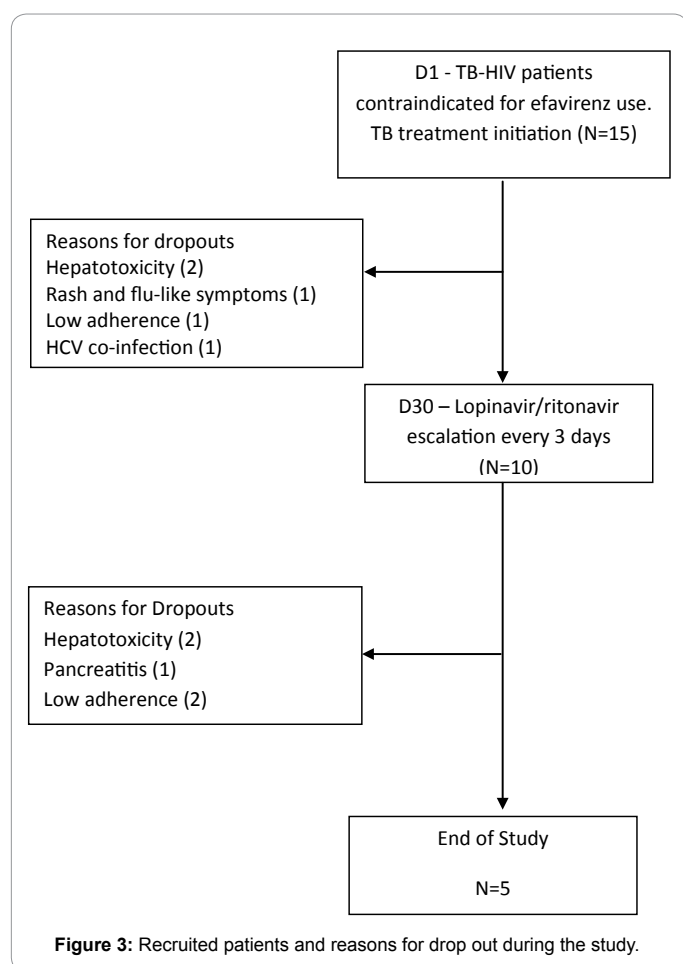 D1 - TB-HIV patients
contraindicated for efavirenz use.
TB treatment initiation (N=15)
Reasons for dropouts
Hepatotoxicity (2)
Rash and flu-like symptoms (1)
Low adherence (1)
HCV co-infection (1)
D30 – Lopinavir/ritonavir
escalation every 3 days
(N=10)
Reasons for Dropouts
Hepatotoxicity (2)
Pancreatitis (1)
Low adherence (2)
End of Study
N=5
Figure 3: Recruited patients and reasons for drop out during the study.